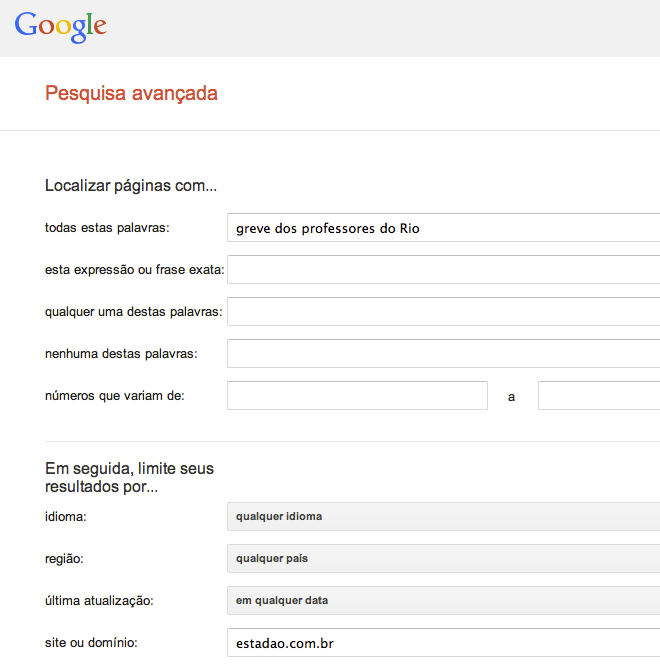 Google
Pesquisa avançada
Localizar páginas com...
todas estas palavras: greve dos professores do Rio
esta expressão ou frase exata:
qualquer uma destas palavras:
nenhuma destas palavras:
números que variam de: a
Em seguida, limite seus
resultados por...
idioma: qualquer idioma
região: qualquer país
última atualização: em qualquer data
site ou domínio: estadao.com.br